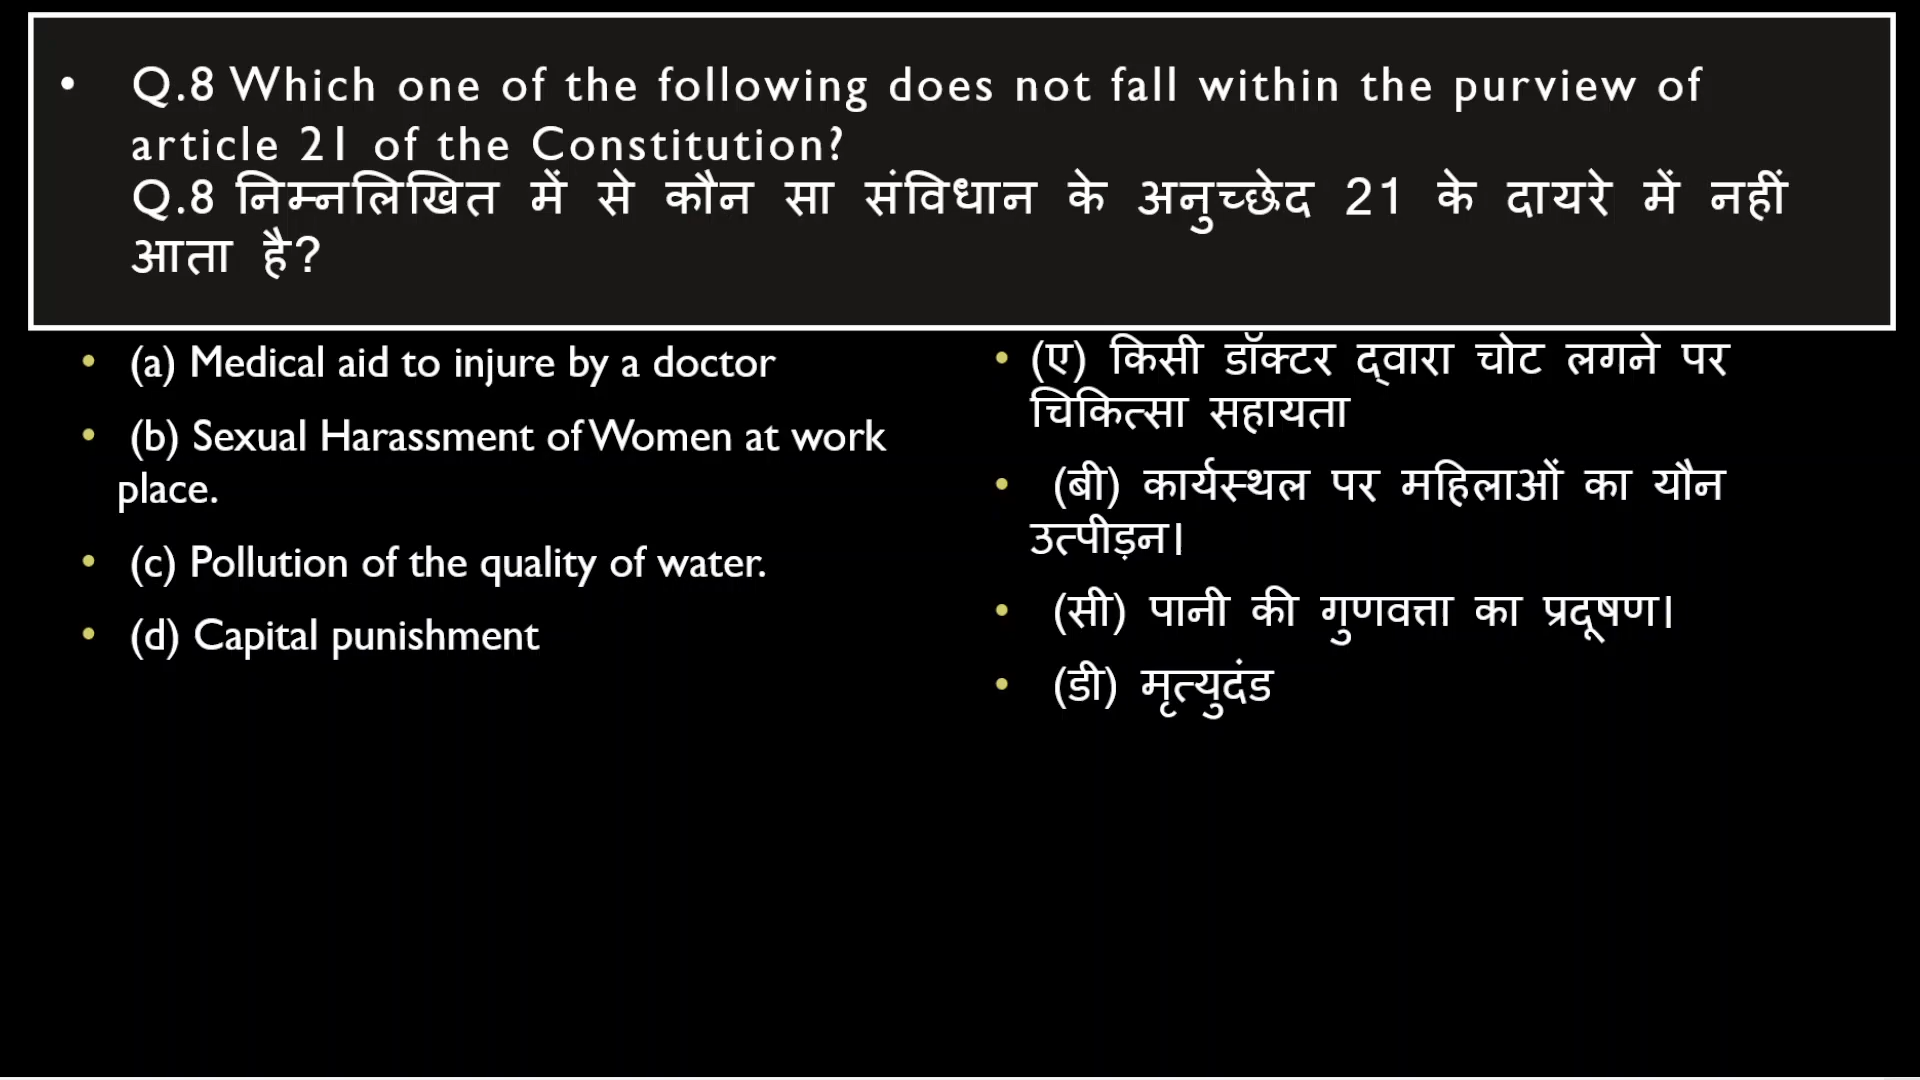 • Q.8 Which one of the following does not fall within the purview of
article 21 of the Constitution?
Q.8 निम्नलिखित में से कौन सा संविधान के अनुच्छेद 21 के दायरे में नहीं
आता है?
• (a) Medical aid to injure by a doctor
• (b) Sexual Harassment of Women at work
place.
• (c) Pollution of the quality of water.
• (d) Capital punishment
• (ए) किसी डॉक्टर द्वारा चोट लगने पर
चिकित्सा सहायता
• (बी) कार्यस्थल पर महिलाओं का यौन
उत्पीड़न।
• (सी) पानी की गुणवत्ता का प्रदूषण।
• (डी) मृत्युदंड